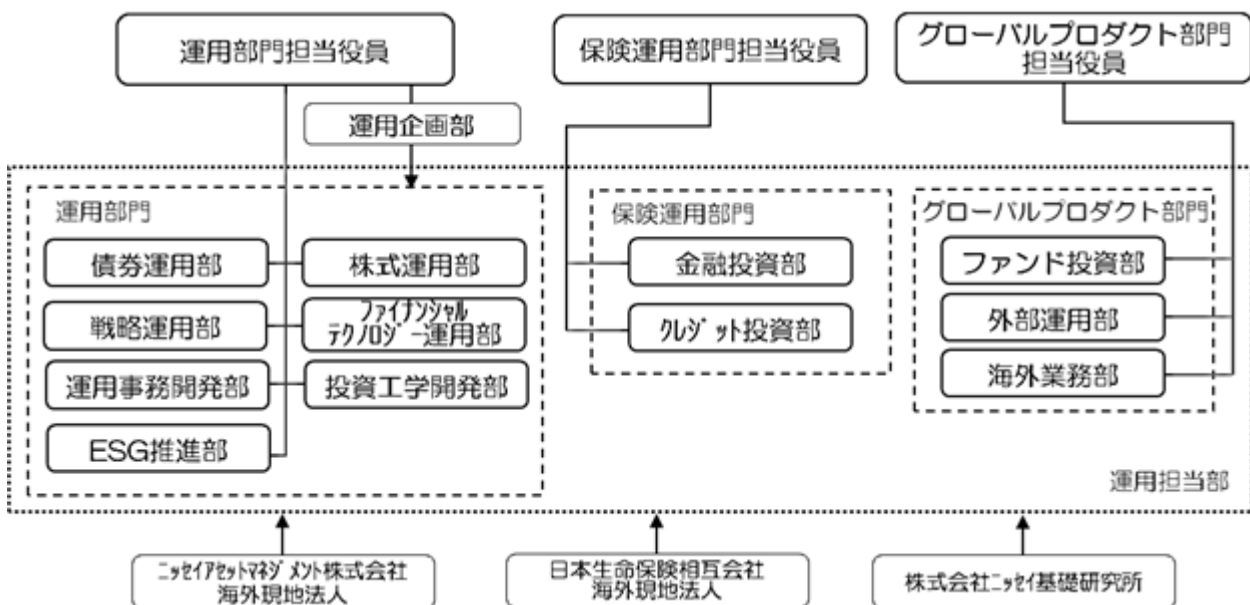 運用部門担当役員
保険運用部門担当役員
グローバルプロダクト部門
担当役員
運用企画部
運用部門
債券運用部
株式運用部
戦略運用部
ファイナンシャル
テクノロジー運用部
運用事務開発部
投資工学開発部
ESG推進部
保険運用部門
金融投資部
クレジット投資部
グローバルプロダクト部門
ファンド投資部
外部運用部
海外業務部
運用担当部
ニッセイアセットマネジメント株式会社
海外現地法人
日本生命保険相互会社
海外現地法人
株式会社ニッセイ基礎研究所